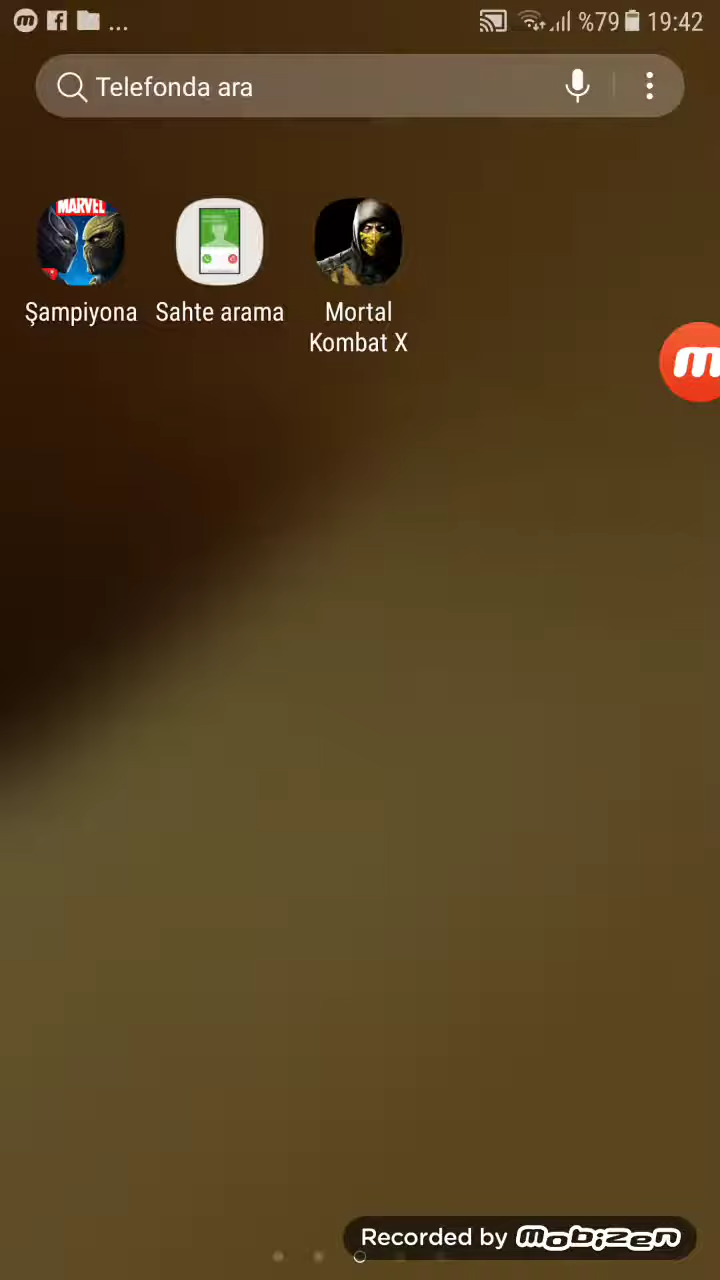 %79 19:42
Telefonda ara
MARVEL
Şampiyona
Sahte arama
Mortal
Kombat X
Recorded by Mobizen